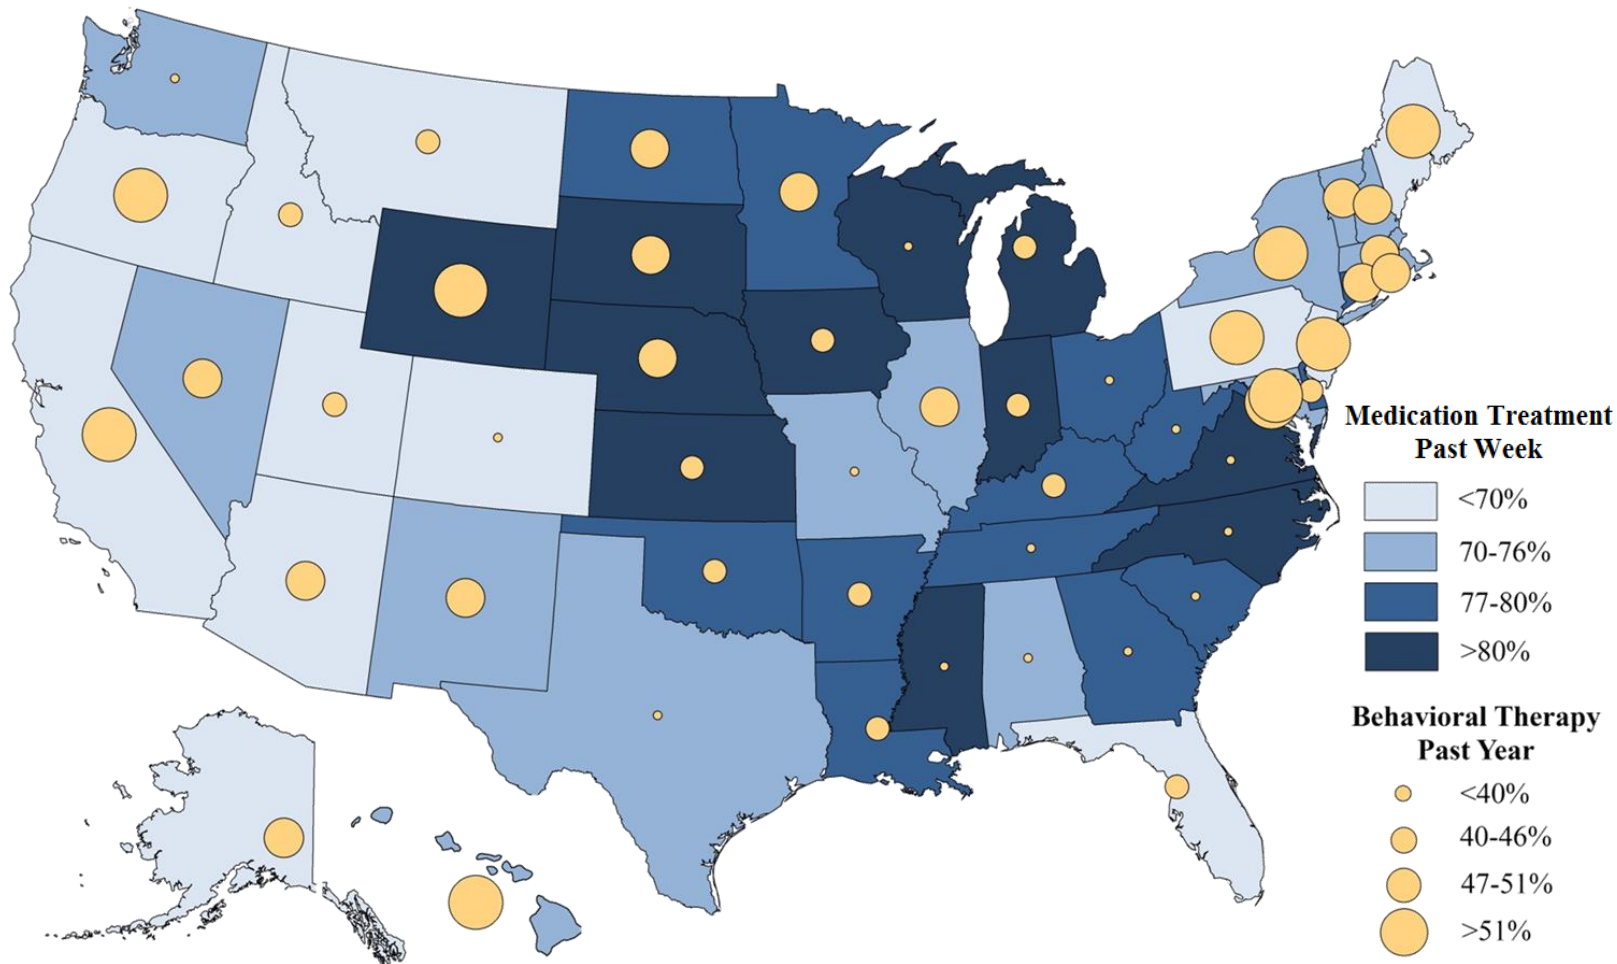 Medication Treatment
Past Week
<70%
70-76%
77-80%
>80%
Behavioral Therapy
Past Year
<40%
40-46%
47-51%
>51%